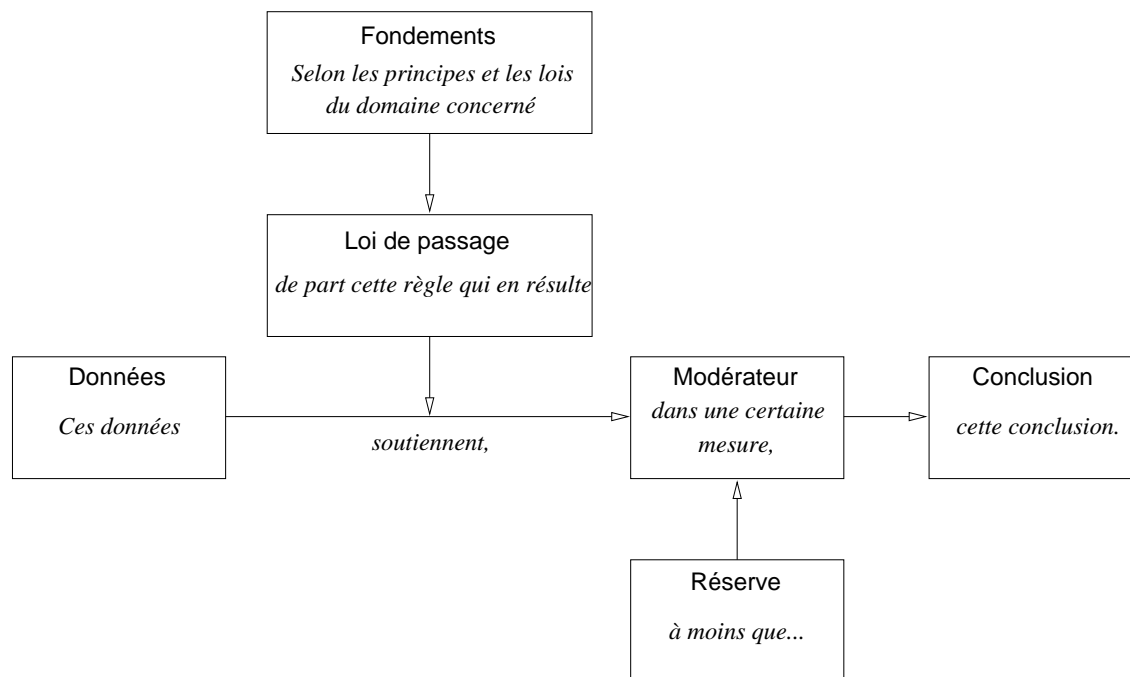 Fondements
Selon les principes et les lois
du domaine concerné
Loi de passage
de part cette règle qui en résulte
Données
Ces données
soutiennent,
Modérateur
dans une certaine
mesure,
Conclusion
cette conclusion.
Réserve
à moins que...